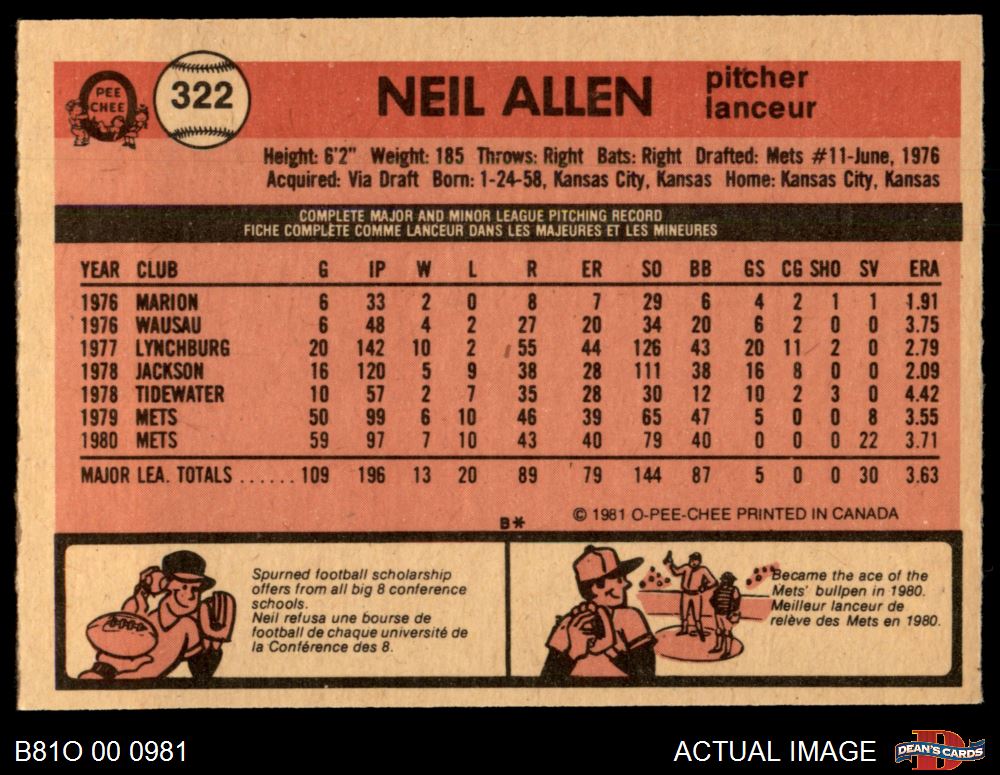 O
PEE
CHEE
322
NEIL ALLEN
pitcher
lanceur
Height: 6'2" Weight: 185 Throws: Right Bats: Right Drafted: Mets #11-June, 1976
Acquired: Via Draft Born: 1-24-58, Kansas City, Kansas Home: Kansas City, Kansas
COMPLETE MAJOR AND MINOR LEAGUE PITCHING RECORD
FICHE COMPLÈTE COMME LANCEUR DANS LES MAJEURES ET LES MINEURES
YEAR CLUB G IP W L R ER SO BB GS CG SHO SV ERA
1976 MARION 6 33 2 0 8 7 29 6 4 2 1 1 1.91
1976 WAUSAU 6 48 4 2 27 20 34 20 6 2 0 0 3.75
1977 LYNCHBURG 20 142 10 2 55 44 126 43 20 11 2 0 2.79
1978 JACKSON 16 120 5 9 38 28 111 38 16 8 0 0 2.09
1978 TIDEWATER 10 57 2 7 35 28 30 12 10 2 3 0 4.42
1979 METS 50 99 6 10 46 39 65 47 5 0 0 8 3.55
1980 METS 59 97 7 10 43 40 79 40 0 0 0 22 3.71
MAJOR LEA. TOTALS ...... 109 196 13 20 89 79 144 87 5 0 0 30 3.63
B* © 1981 O-PEE-CHEE PRINTED IN CANADA
Spurned football scholarship
offers from all big 8 conference
schools.
Neil refusa une bourse de
football de chaque université de
la Conférence des 8.
Became the ace of the
Mets' bullpen in 1980.
Meilleur lanceur de
relève des Mets en 1980.
B81O 00 0981
ACTUAL IMAGE
D
DEAN'S CARDS